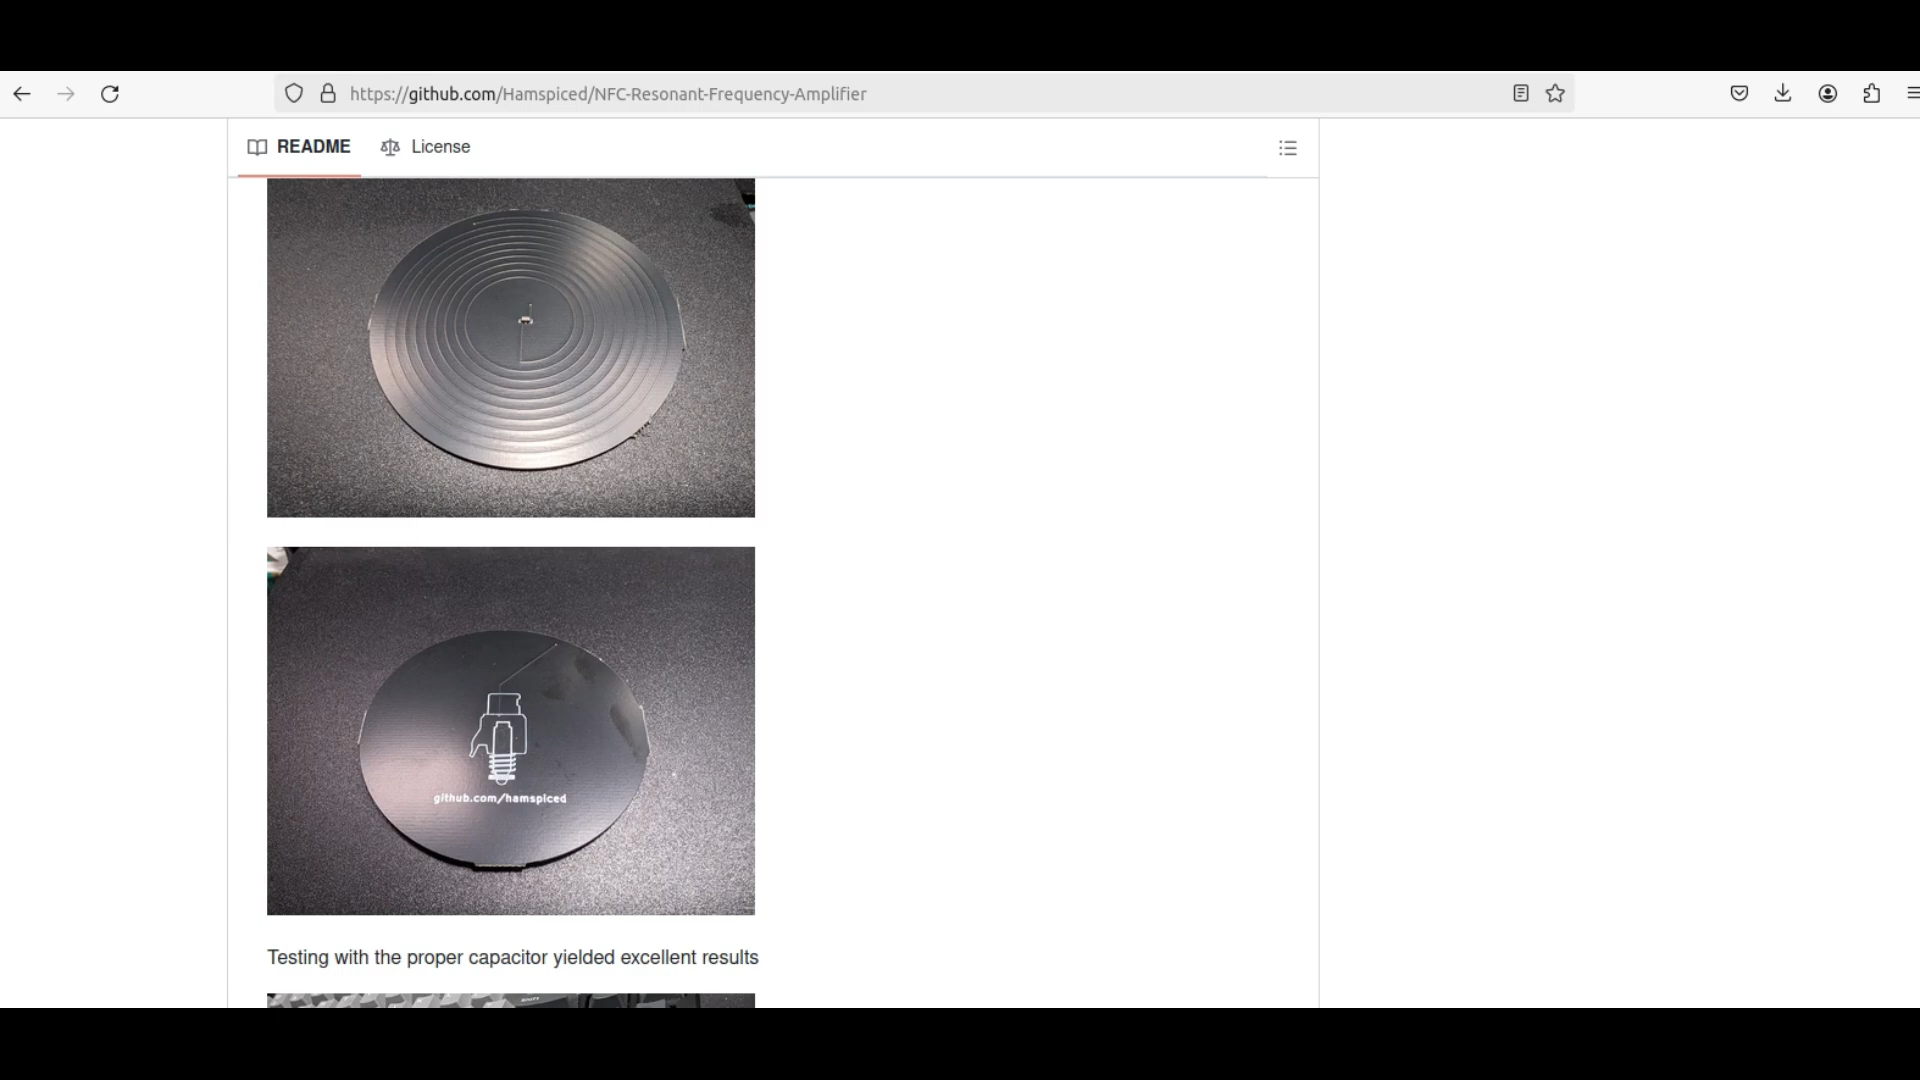 https://github.com/Hamspiced/NFC-Resonant-Frequency-Amplifier
README License
github.com/hamspiced
Testing with the proper capacitor yielded excellent results